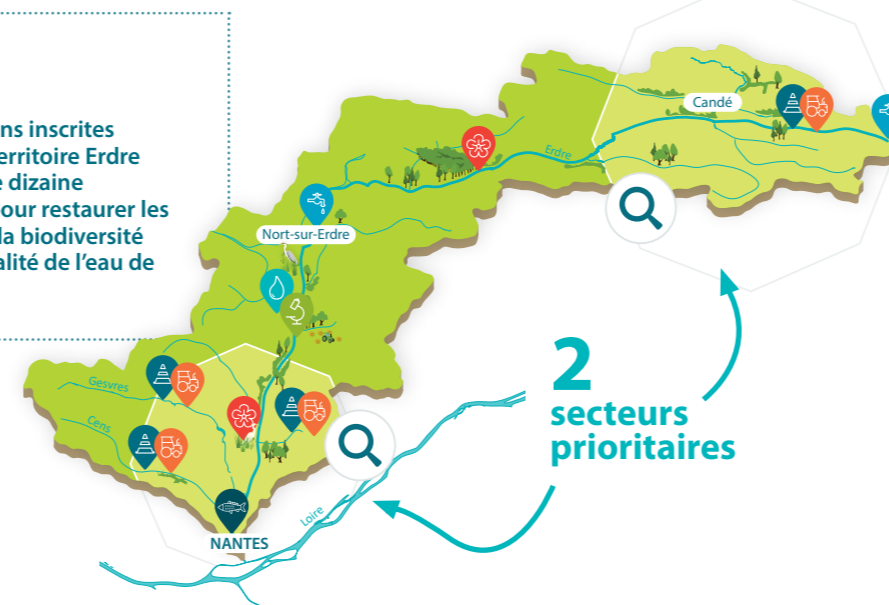 ns inscrites
erritoire Erdre
e dizaine
pour restaurer les
la biodiversité
alité de l'eau de
Candé
Erdre
Nort-sur-Erdre
Gesvres
Cens
NANTES
Loire
2
secteurs
prioritaires